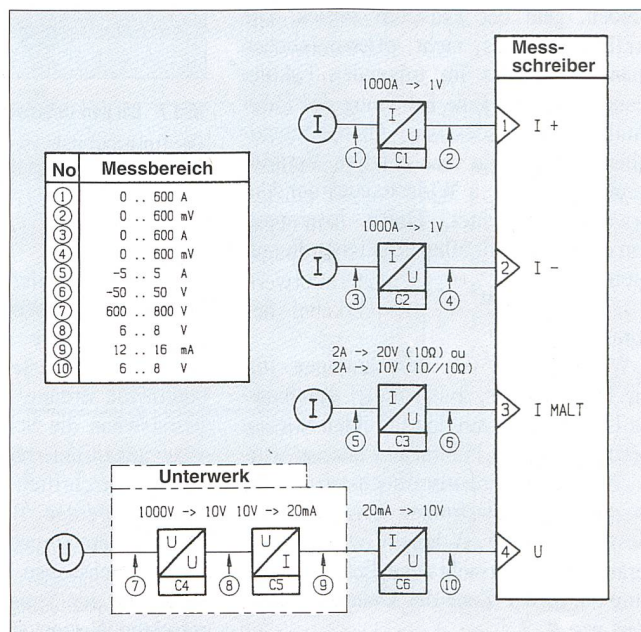 Mess-
schreiber
1000A -> 1V
I
I
U
C1
1
2
1
I +
No Messbereich
1 0 .. 600 A
2 0 .. 600 mV
3 0 .. 600 A
4 0 .. 600 mV
5 -5 .. 5 A
6 -50 .. 50 V
7 600 .. 800 V
8 6 .. 8 V
9 12 .. 16 mA
10 6 .. 8 V
1000A -> 1V
I
I
U
C2
3
4
2
I -
2A -> 20V (10Ω) ou
2A -> 10V (10//10Ω)
I
I
U
C3
5
6
3
I MALT
Unterwerk
1000V -> 10V 10V -> 20mA
20mA -> 10V
U
U
U
C4
U
I
C5
I
U
C6
7
8
9
10
4
U